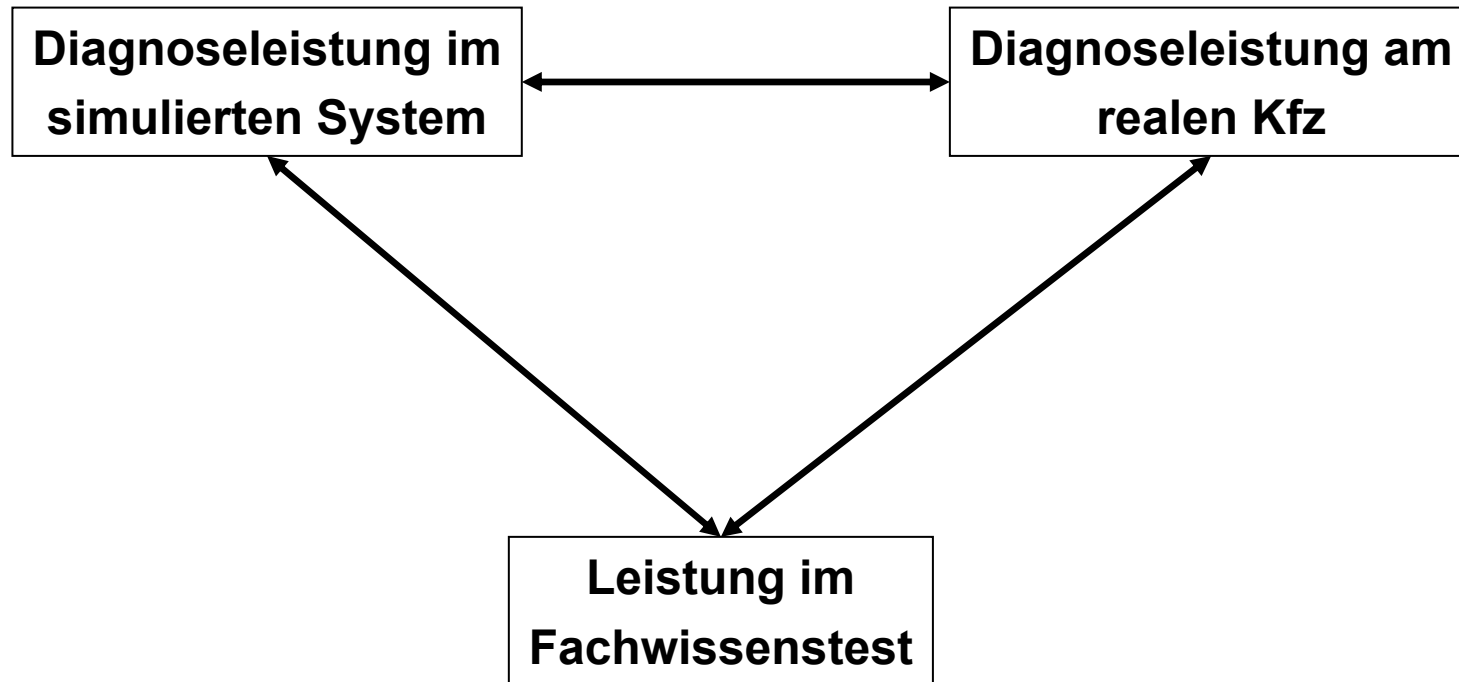 Diagnoseleistung im
simulierten System
Diagnoseleistung am
realen Kfz
Leistung im
Fachwissenstest